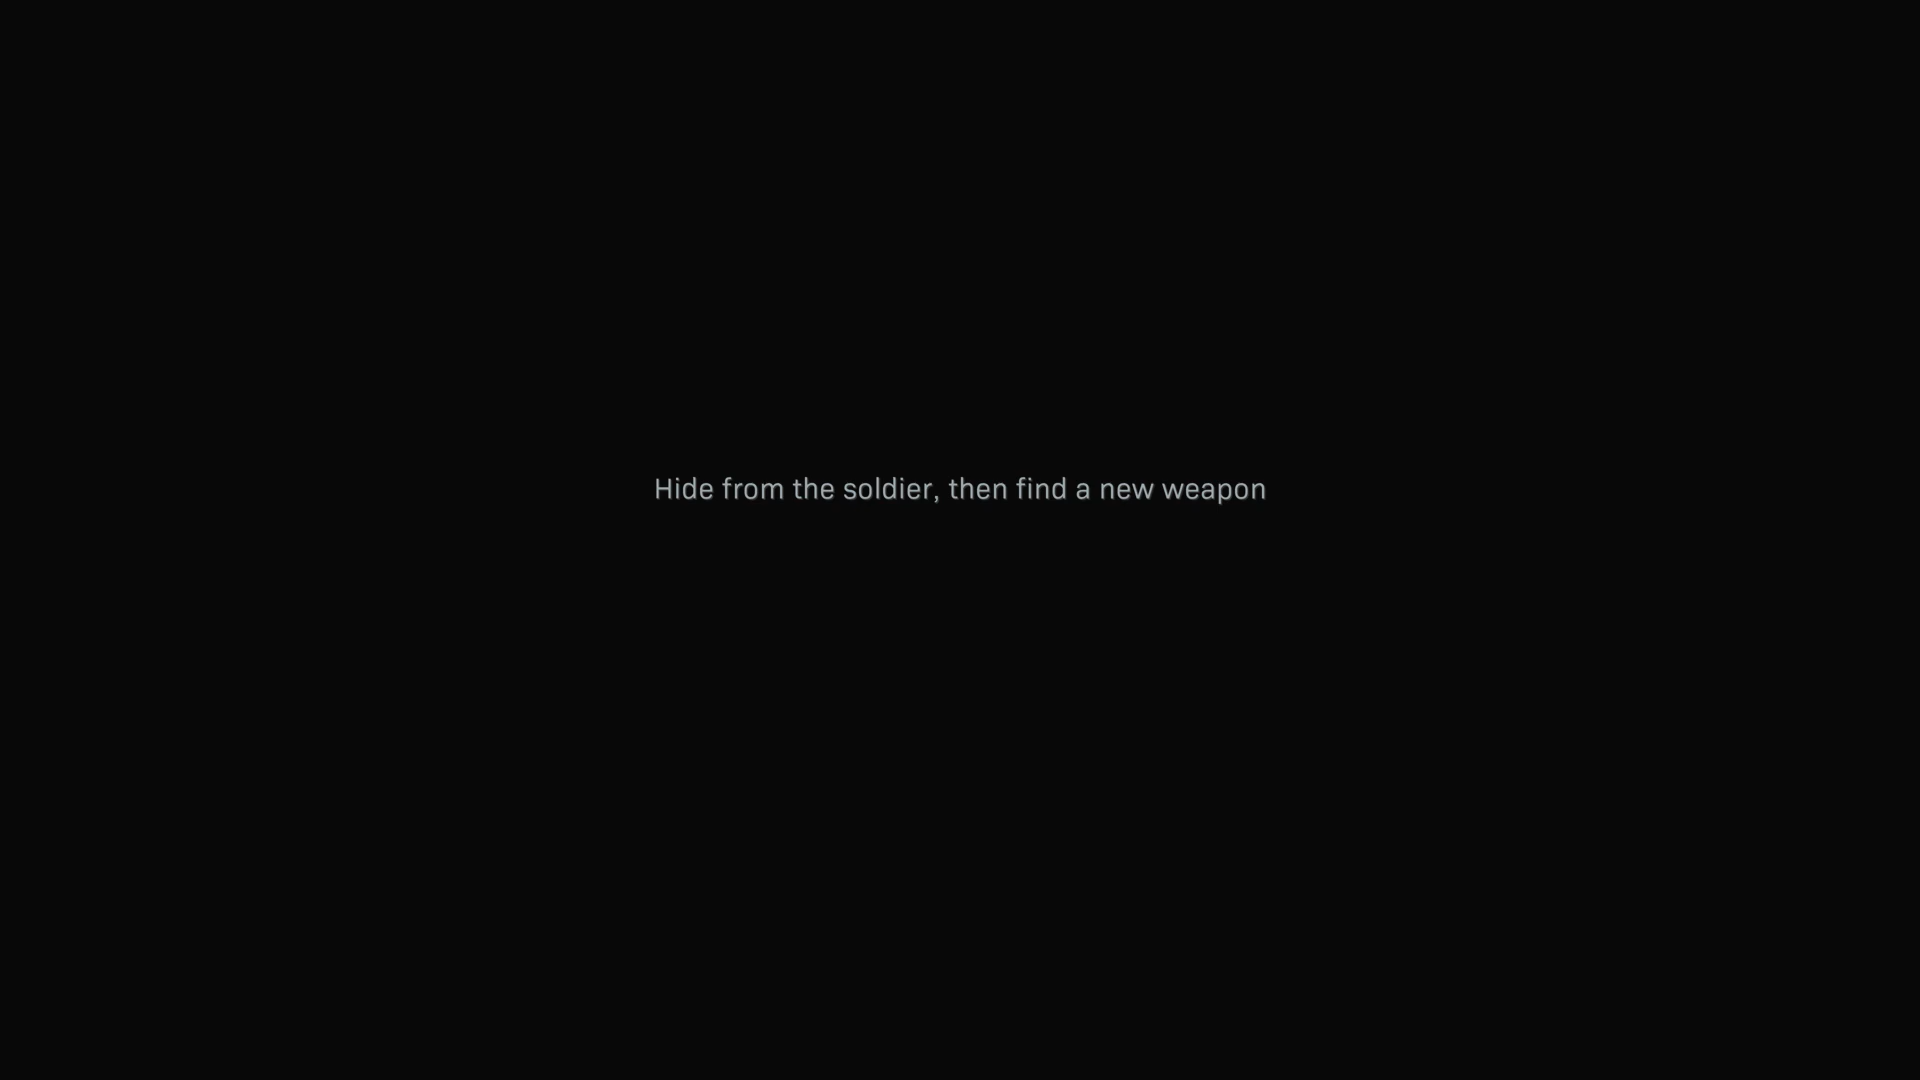 Hide from the soldier, then find a new weapon